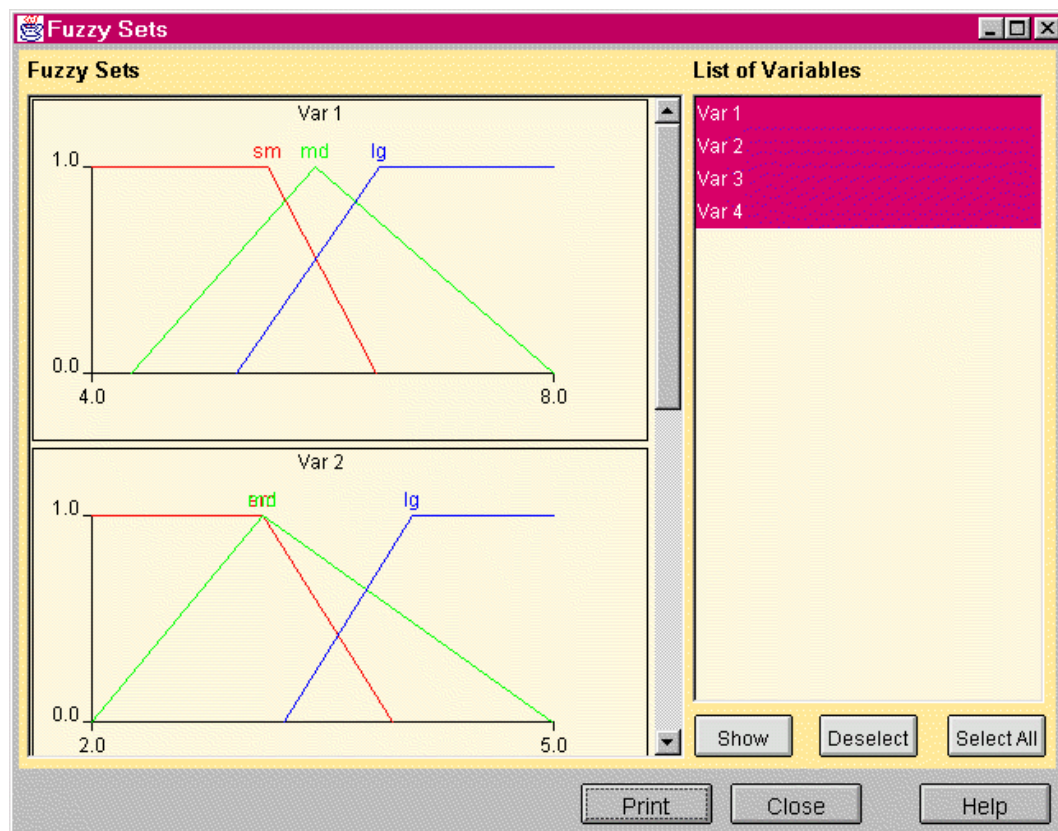 Fuzzy Sets
Fuzzy Sets
List of Variables
Var 1
sm md lg
1.0
0.0
4.0 8.0
Var 2
sm md lg
1.0
0.0
2.0 5.0
Var 1
Var 2
Var 3
Var 4
Show Deselect Select All
Print Close Help